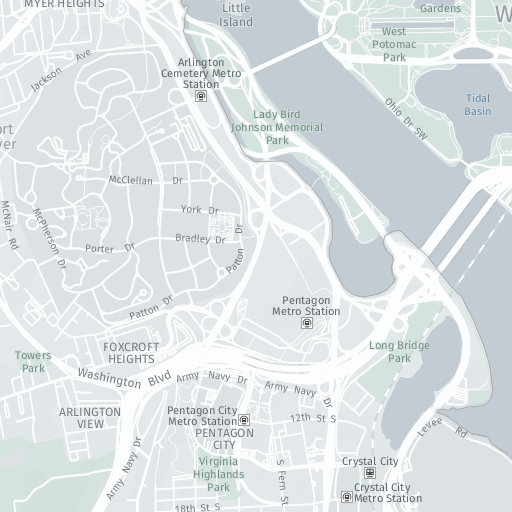 MYER HEIGHTS
Little
Island
Gardens
W
West
Potomac
Park
Jackson Ave
Arlington
Cemetery Metro
Station
Ohio Dr SW
Tidal
Basin
Lady Bird
Johnson Memorial
Park
ort
er
McClellan Dr
McNair Rd
McPherson Dr
York Dr
Bradley Dr
Porter Dr
Patton Dr
Patton Dr
Pentagon
Metro Station
FOXCROFT
HEIGHTS
Long Bridge
Park
Towers
Park
Washington Blvd
Army Navy Dr
Army Navy Dr
ARLINGTON
VIEW
Pentagon City
Metro Station
12th St S
PENTAGON
CITY
LeVee Rd
Army Navy Dr
Virginia
Highlands
Park
S Fern St
Crystal City
Crystal City
Metro Station
18th St S